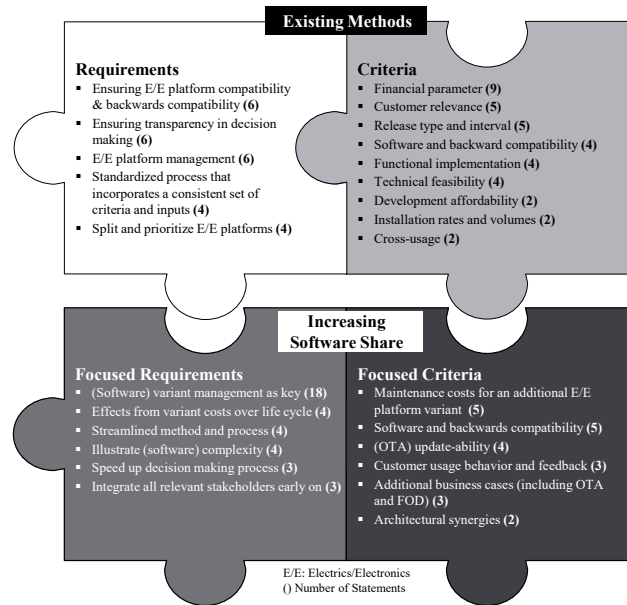 Existing Methods
Requirements
▪ Ensuring E/E platform compatibility
& backwards compatibility (6)
▪ Ensuring transparency in decision
making (6)
▪ E/E platform management (6)
▪ Standardized process that
incorporates a consistent set of
criteria and inputs (4)
▪ Split and prioritize E/E platforms (4)
Criteria
▪ Financial parameter (9)
▪ Customer relevance (5)
▪ Release type and interval (5)
▪ Software and backward compatibility (4)
▪ Functional implementation (4)
▪ Technical feasibility (4)
▪ Development affordability (2)
▪ Installation rates and volumes (2)
▪ Cross-usage (2)
Increasing
Software Share
Focused Requirements
▪ (Software) variant management as key (18)
▪ Effects from variant costs over life cycle (4)
▪ Streamlined method and process (4)
▪ Illustrate (software) complexity (4)
▪ Speed up decision making process (3)
▪ Integrate all relevant stakeholders early on (3)
Focused Criteria
▪ Maintenance costs for an additional E/E
platform variant (5)
▪ Software and backwards compatibility (5)
▪ (OTA) update-ability (4)
▪ Customer usage behavior and feedback (3)
▪ Additional business cases (including OTA
and FOD) (3)
▪ Architectural synergies (2)
E/E: Electrics/Electronics
() Number of Statements